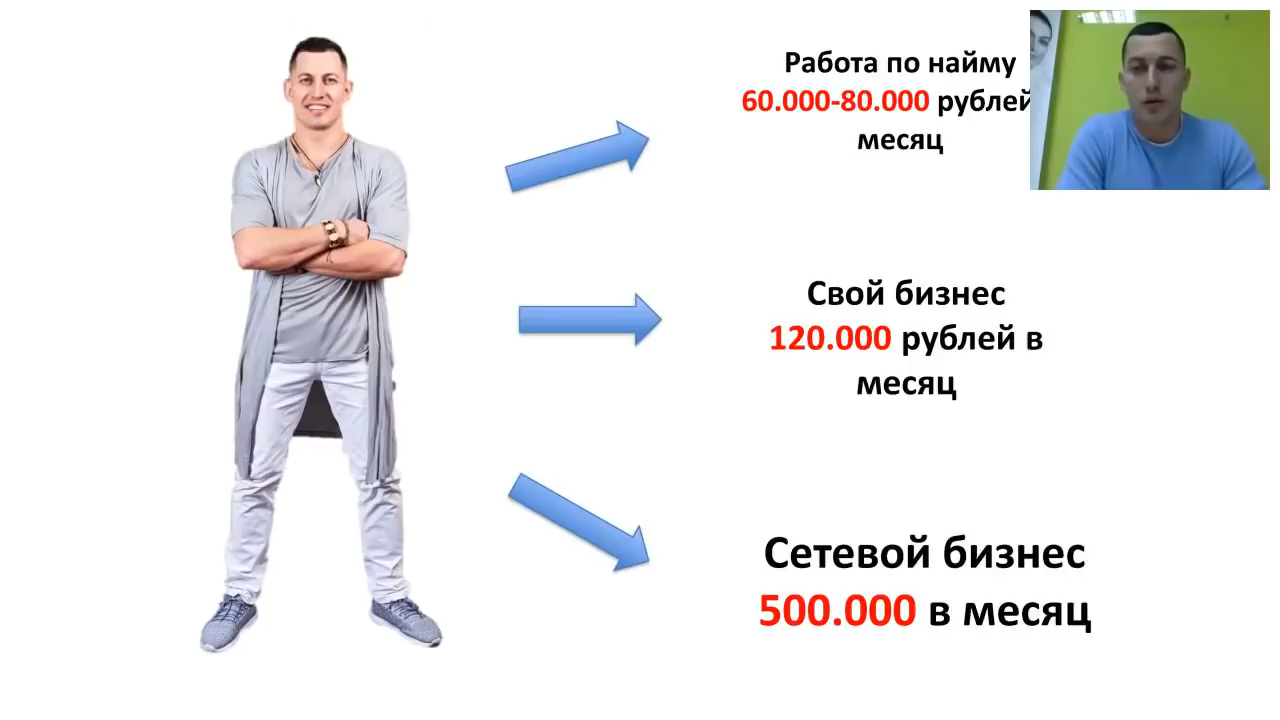 Работа по найму
60.000-80.000 рублей
месяц
Свой бизнес
120.000 рублей в
месяц
Сетевой бизнес
500.000 в месяц